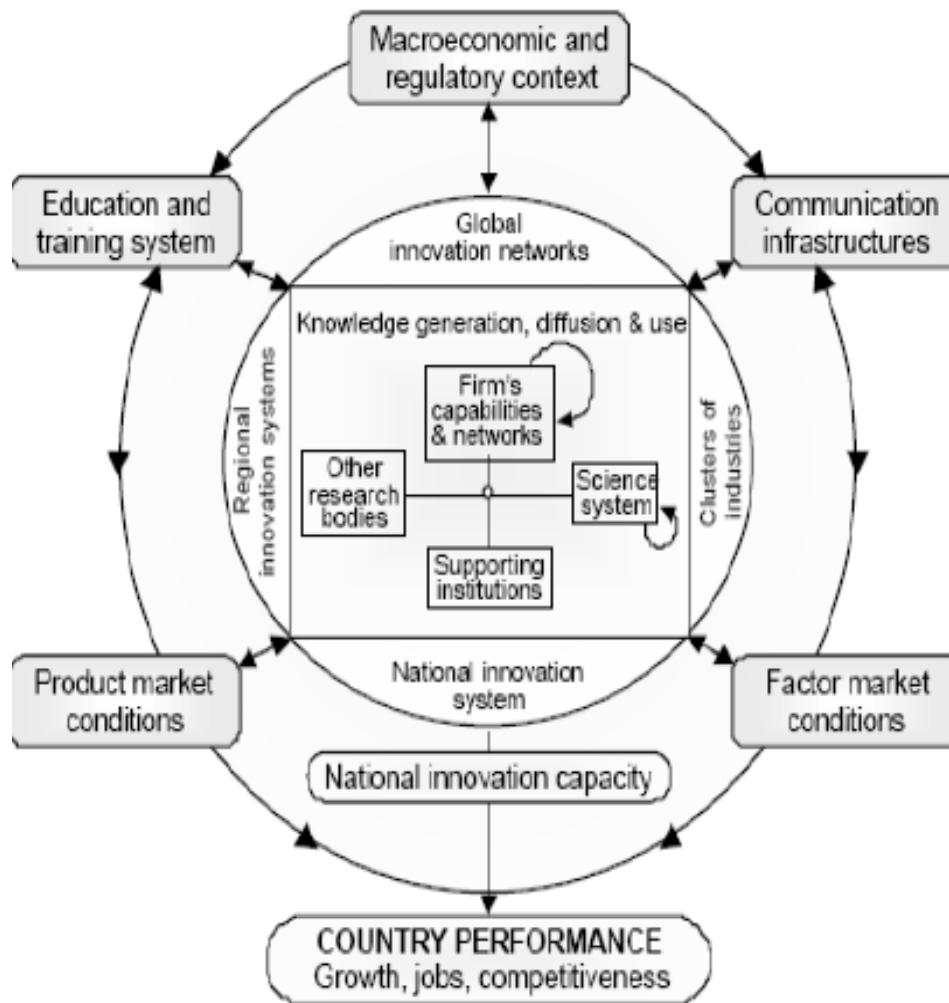 Macroeconomic and
regulatory context
Education and
training system
Communication
infrastructures
Global
innovation networks
Knowledge generation, diffusion & use
Regional
innovation systems
Clusters of
industries
Firm's
capabilities
& networks
Other
research
bodies
Science
system
Supporting
institutions
Product market
conditions
National innovation
system
Factor market
conditions
National innovation capacity
COUNTRY PERFORMANCE
Growth, jobs, competitiveness